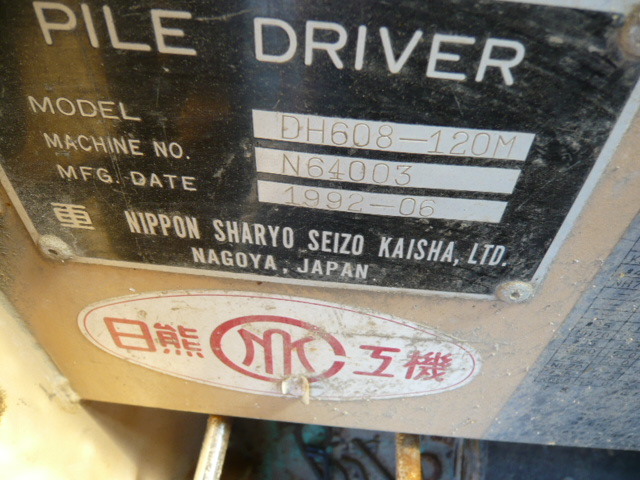 PILE DRIVER
MODEL DH608-120M
MACHINE NO. N64003
MFG. DATE 1992-06
NIPPON SHARYO SEIZO KAISHA, LTD.
NAGOYA, JAPAN
日熊 NK 工機